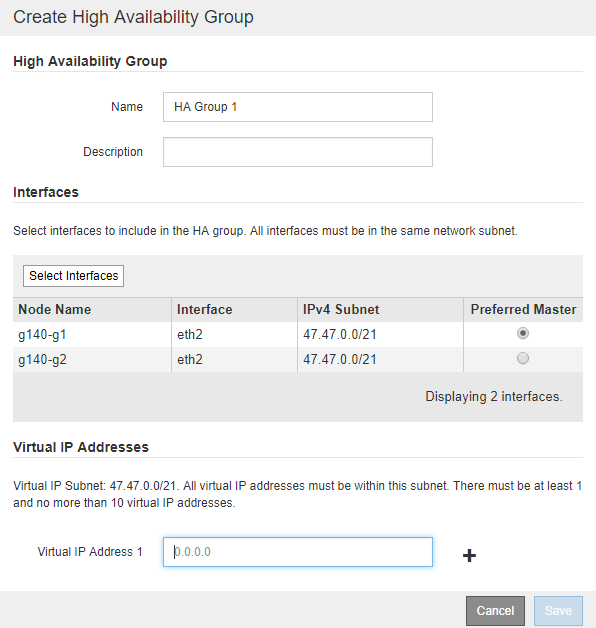 Create High Availability Group
High Availability Group
Name HA Group 1
Description
Interfaces
Select interfaces to include in the HA group. All interfaces must be in the same network subnet.
Select Interfaces
Node Name Interface IPv4 Subnet Preferred Master
g140-g1 eth2 47.47.0.0/21
g140-g2 eth2 47.47.0.0/21
Displaying 2 interfaces.
Virtual IP Addresses
Virtual IP Subnet: 47.47.0.0/21. All virtual IP addresses must be within this subnet. There must be at least 1
and no more than 10 virtual IP addresses.
Virtual IP Address 1 0.0.0.0
Cancel Save